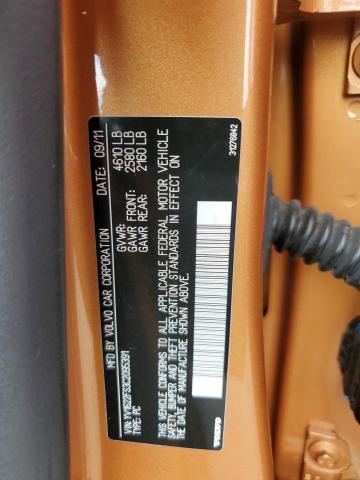 MFD BY VOLVO CAR CORPORATION DATE: 09/11
VIN: YV1622FS3C2095391
TYPE: PC
GVWR: 4610 LB
GAWR FRONT: 2580 LB
GAWR REAR: 2160 LB
THIS VEHICLE CONFORMS TO ALL APPLICABLE FEDERAL MOTOR VEHICLE
SAFETY, BUMPER AND THEFT PREVENTION STANDARDS IN EFFECT ON
THE DATE OF MANUFACTURE SHOWN ABOVE.
VOLVO
31276842